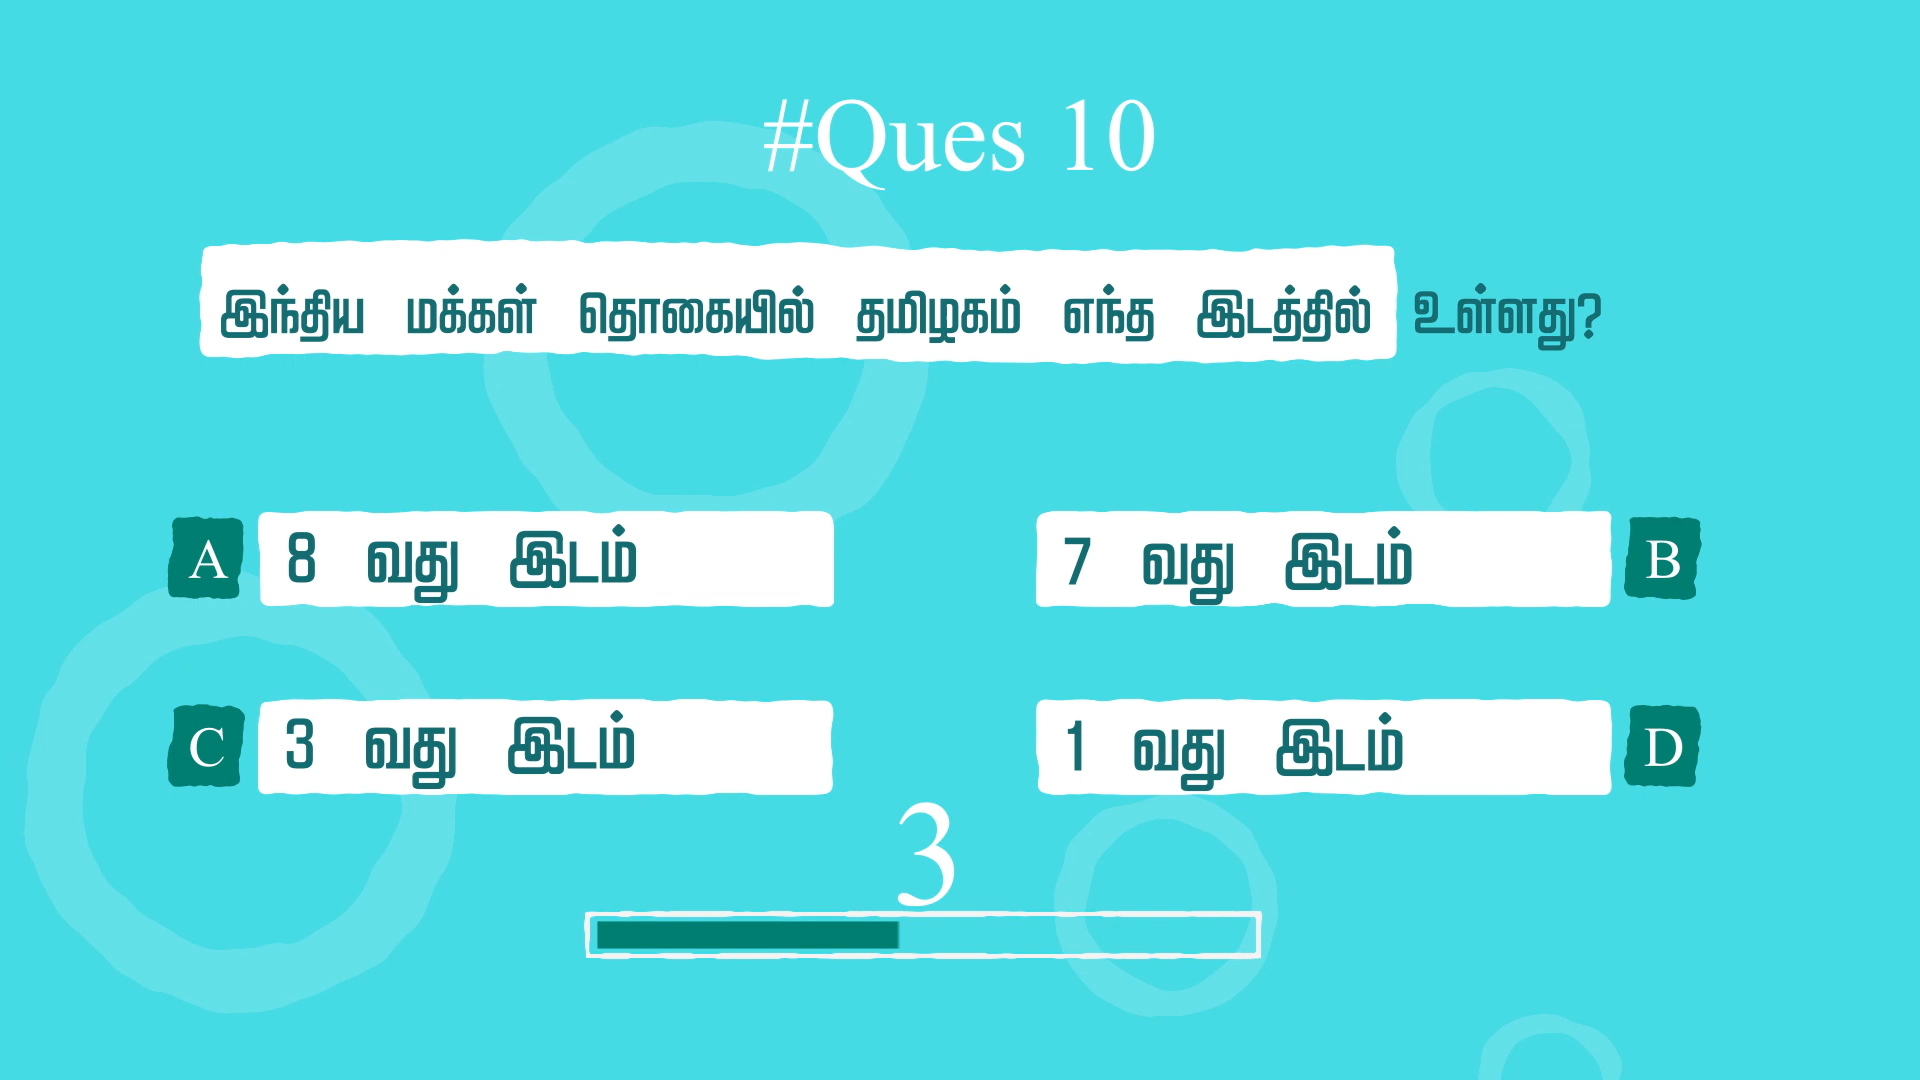 #Ques 10
இந்திய மக்கள் தொகையில் தமிழகம் எந்த இடத்தில் உள்ளது?
A 8 வது இடம்
7 வது இடம் B
C 3 வது இடம்
1 வது இடம் D
3